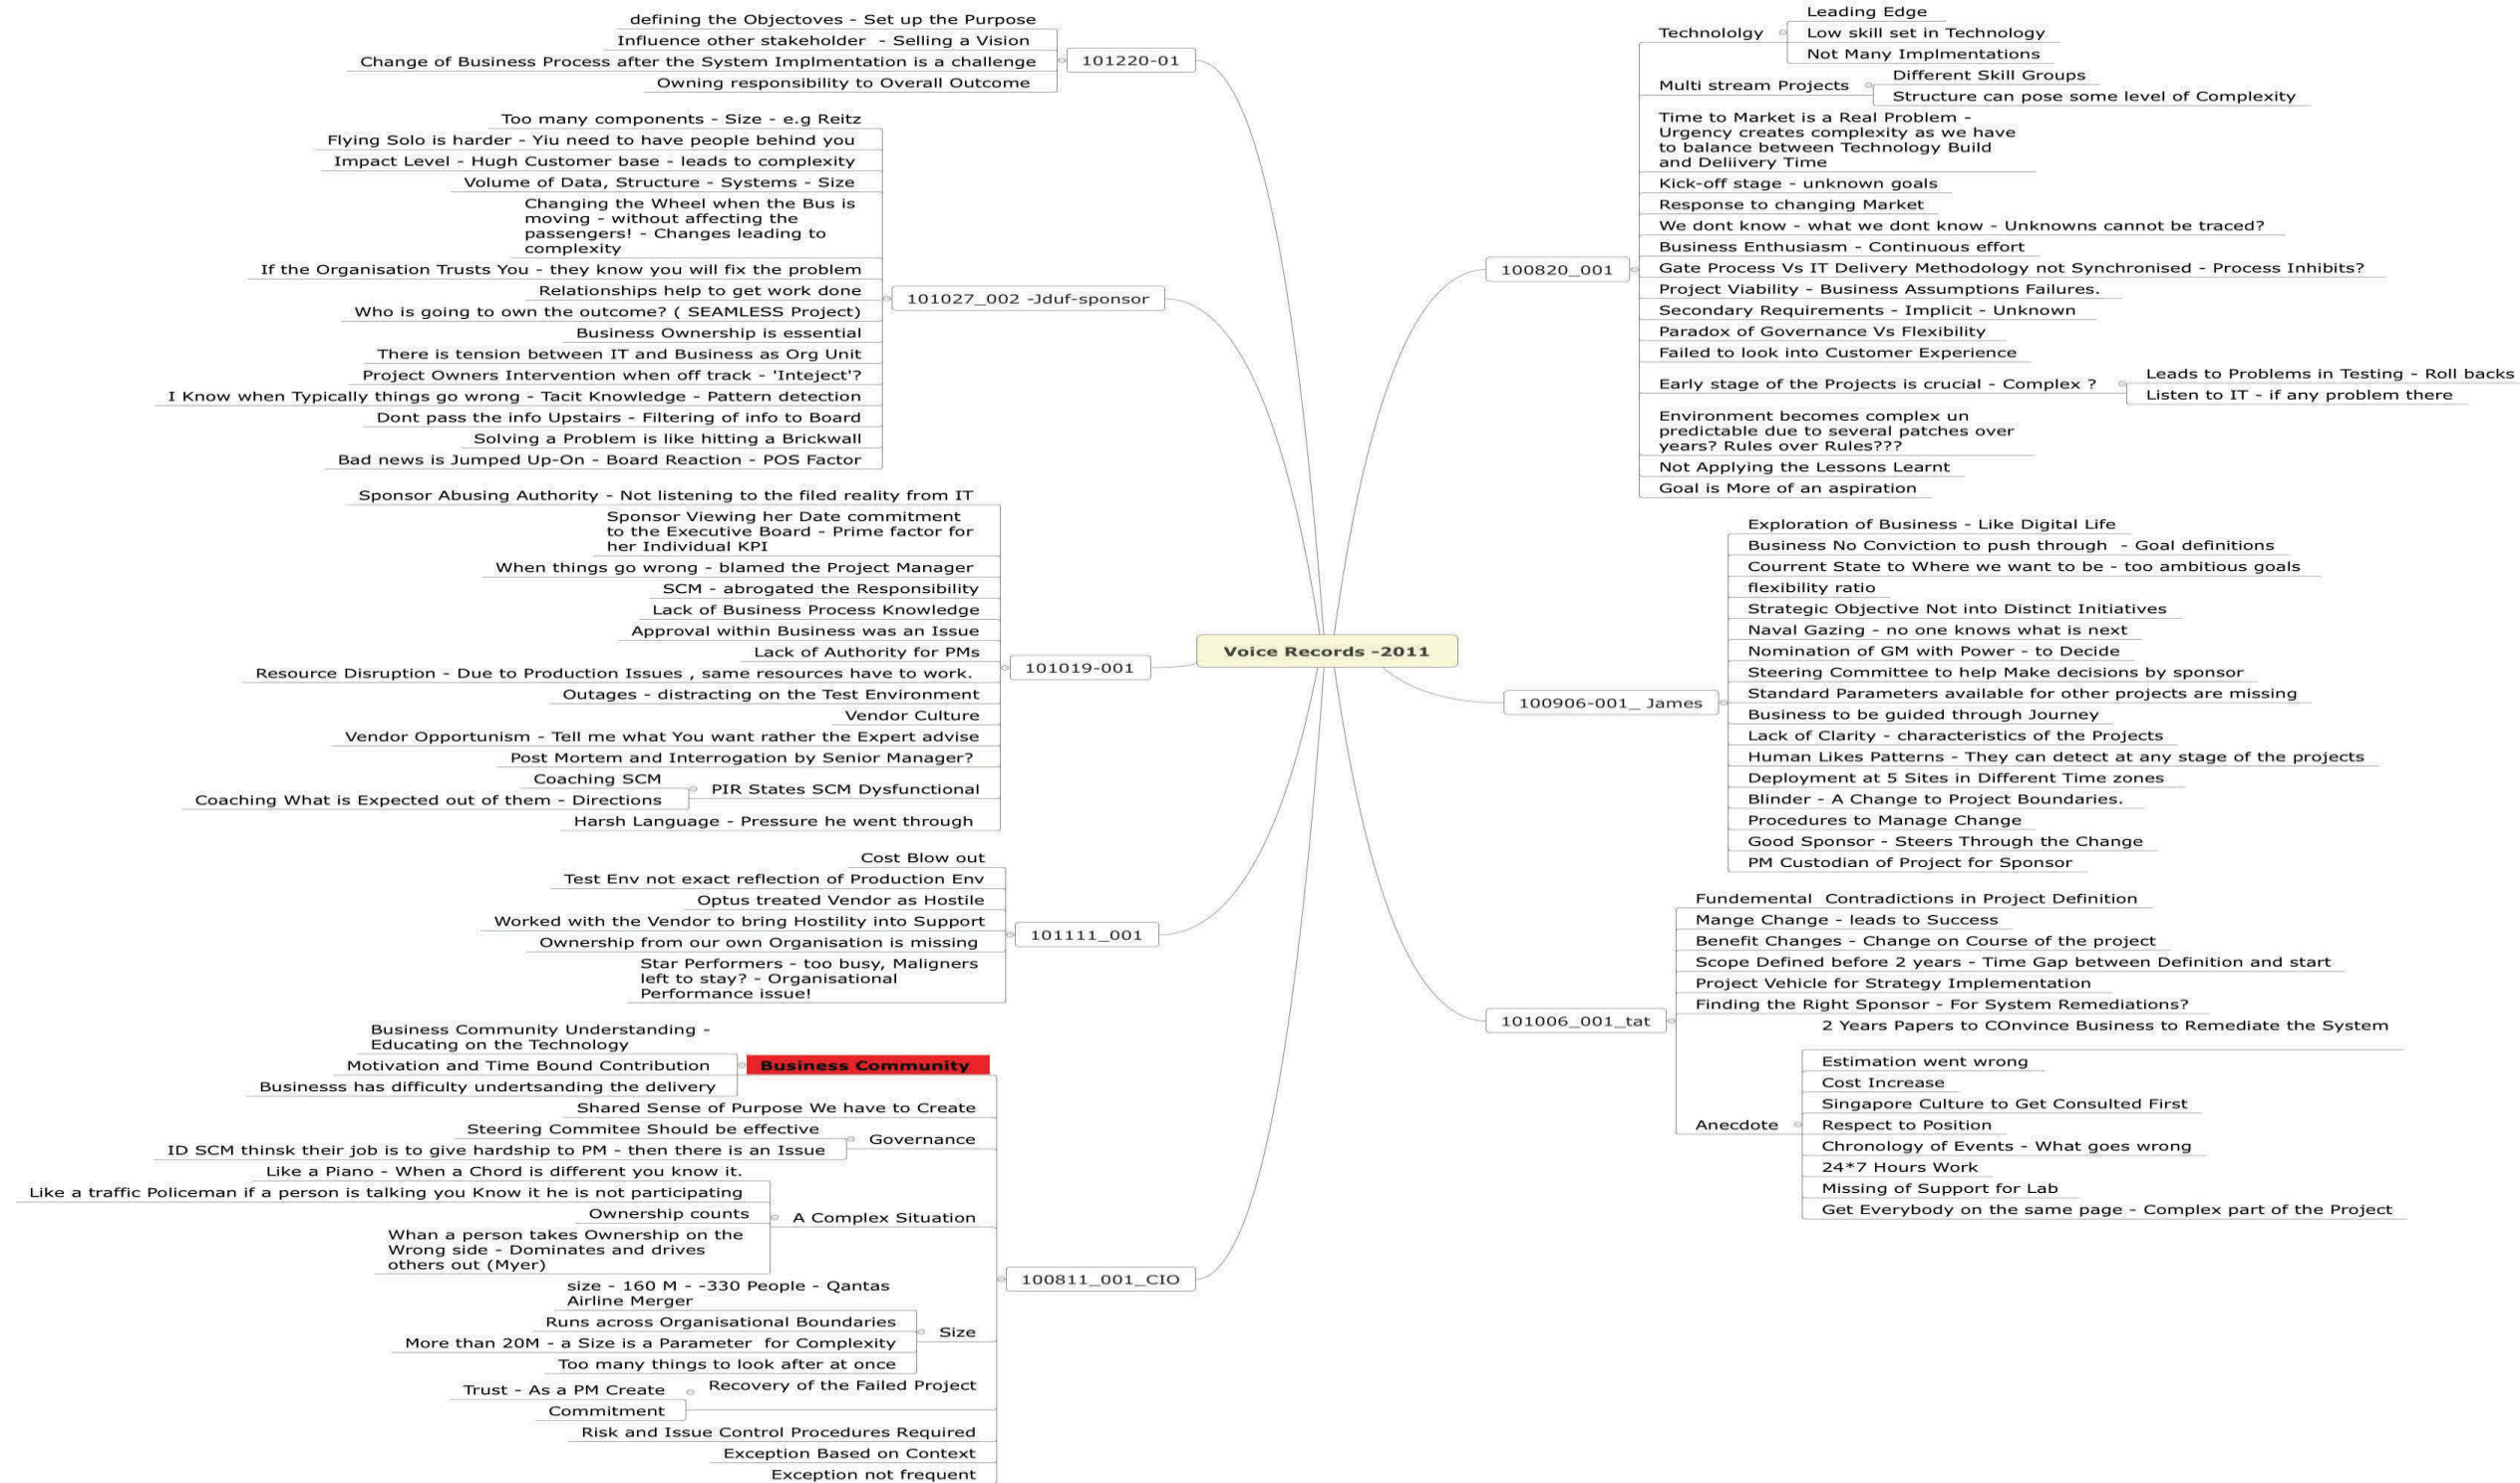 Voice Records -2011
101220-01
defining the Objectoves - Set up the Purpose
Influence other stakeholder - Selling a Vision
Change of Business Process after the System Implmentation is a challenge
Owning responsibility to Overall Outcome
101027_002 -Jduf-sponsor
Too many components - Size - e.g Reitz
Flying Solo is harder - Yiu need to have people behind you
Impact Level - Hugh Customer base - leads to complexity
Volume of Data, Structure - Systems - Size
Changing the Wheel when the Bus is
moving - without affecting the
passengers! - Changes leading to
complexity
If the Organisation Trusts You - they know you will fix the problem
Relationships help to get work done
Who is going to own the outcome? ( SEAMLESS Project)
Business Ownership is essential
There is tension between IT and Business as Org Unit
Project Owners Intervention when off track - 'Inteject'?
I Know when Typically things go wrong - Tacit Knowledge - Pattern detection
Dont pass the info Upstairs - Filtering of info to Board
Solving a Problem is like hitting a Brickwall
Bad news is Jumped Up-On - Board Reaction - POS Factor
101019-001
Sponsor Abusing Authority - Not listening to the filed reality from IT
Sponsor Viewing her Date commitment
to the Executive Board - Prime factor for
her Individual KPI
When things go wrong - blamed the Project Manager
SCM - abrogated the Responsibility
Lack of Business Process Knowledge
Approval within Business was an Issue
Lack of Authority for PMs
Resource Disruption - Due to Production Issues , same resources have to work.
Outages - distracting on the Test Environment
Vendor Culture
Vendor Opportunism - Tell me what You want rather the Expert advise
Post Mortem and Interrogation by Senior Manager?
PIR States SCM Dysfunctional
Coaching SCM
Coaching What is Expected out of them - Directions
Harsh Language - Pressure he went through
101111_001
Cost Blow out
Test Env not exact reflection of Production Env
Optus treated Vendor as Hostile
Worked with the Vendor to bring Hostility into Support
Ownership from our own Organisation is missing
Star Performers - too busy, Maligners
left to stay? - Organisational
Performance issue!
100811_001_CIO
Business Community
Business Community Understanding -
Educating on the Technology
Motivation and Time Bound Contribution
Businesss has difficulty undertsanding the delivery
Shared Sense of Purpose We have to Create
Governance
Steering Commitee Should be effective
ID SCM thinsk their job is to give hardship to PM - then there is an Issue
A Complex Situation
Like a Piano - When a Chord is different you know it.
Like a traffic Policeman if a person is talking you Know it he is not participating
Ownership counts
Whan a person takes Ownership on the
Wrong side - Dominates and drives
others out (Myer)
Size
size - 160 M - -330 People - Qantas
Airline Merger
Runs across Organisational Boundaries
More than 20M - a Size is a Parameter for Complexity
Too many things to look after at once
Recovery of the Failed Project
Trust - As a PM Create
Commitment
Risk and Issue Control Procedures Required
Exception Based on Context
Exception not frequent
100820_001
Technololgy
Leading Edge
Low skill set in Technology
Not Many Implmentations
Multi stream Projects
Different Skill Groups
Structure can pose some level of Complexity
Time to Market is a Real Problem -
Urgency creates complexity as we have
to balance between Technology Build
and Deliivery Time
Kick-off stage - unknown goals
Response to changing Market
We dont know - what we dont know - Unknowns cannot be traced?
Business Enthusiasm - Continuous effort
Gate Process Vs IT Delivery Methodology not Synchronised - Process Inhibits?
Project Viability - Business Assumptions Failures.
Secondary Requirements - Implicit - Unknown
Paradox of Governance Vs Flexibility
Failed to look into Customer Experience
Early stage of the Projects is crucial - Complex ?
Leads to Problems in Testing - Roll backs
Listen to IT - if any problem there
Environment becomes complex un
predictable due to several patches over
years? Rules over Rules???
Not Applying the Lessons Learnt
Goal is More of an aspiration
100906-001_ James
Exploration of Business - Like Digital Life
Business No Conviction to push through - Goal definitions
Courrent State to Where we want to be - too ambitious goals
flexibility ratio
Strategic Objective Not into Distinct Initiatives
Naval Gazing - no one knows what is next
Nomination of GM with Power - to Decide
Steering Committee to help Make decisions by sponsor
Standard Parameters available for other projects are missing
Business to be guided through Journey
Lack of Clarity - characteristics of the Projects
Human Likes Patterns - They can detect at any stage of the projects
Deployment at 5 Sites in Different Time zones
Blinder - A Change to Project Boundaries.
Procedures to Manage Change
Good Sponsor - Steers Through the Change
PM Custodian of Project for Sponsor
101006_001_tat
Fundemental Contradictions in Project Definition
Mange Change - leads to Success
Benefit Changes - Change on Course of the project
Scope Defined before 2 years - Time Gap between Definition and start
Project Vehicle for Strategy Implementation
Finding the Right Sponsor - For System Remediations?
Anecdote
2 Years Papers to COnvince Business to Remediate the System
Estimation went wrong
Cost Increase
Singapore Culture to Get Consulted First
Respect to Position
Chronology of Events - What goes wrong
24*7 Hours Work
Missing of Support for Lab
Get Everybody on the same page - Complex part of the Project